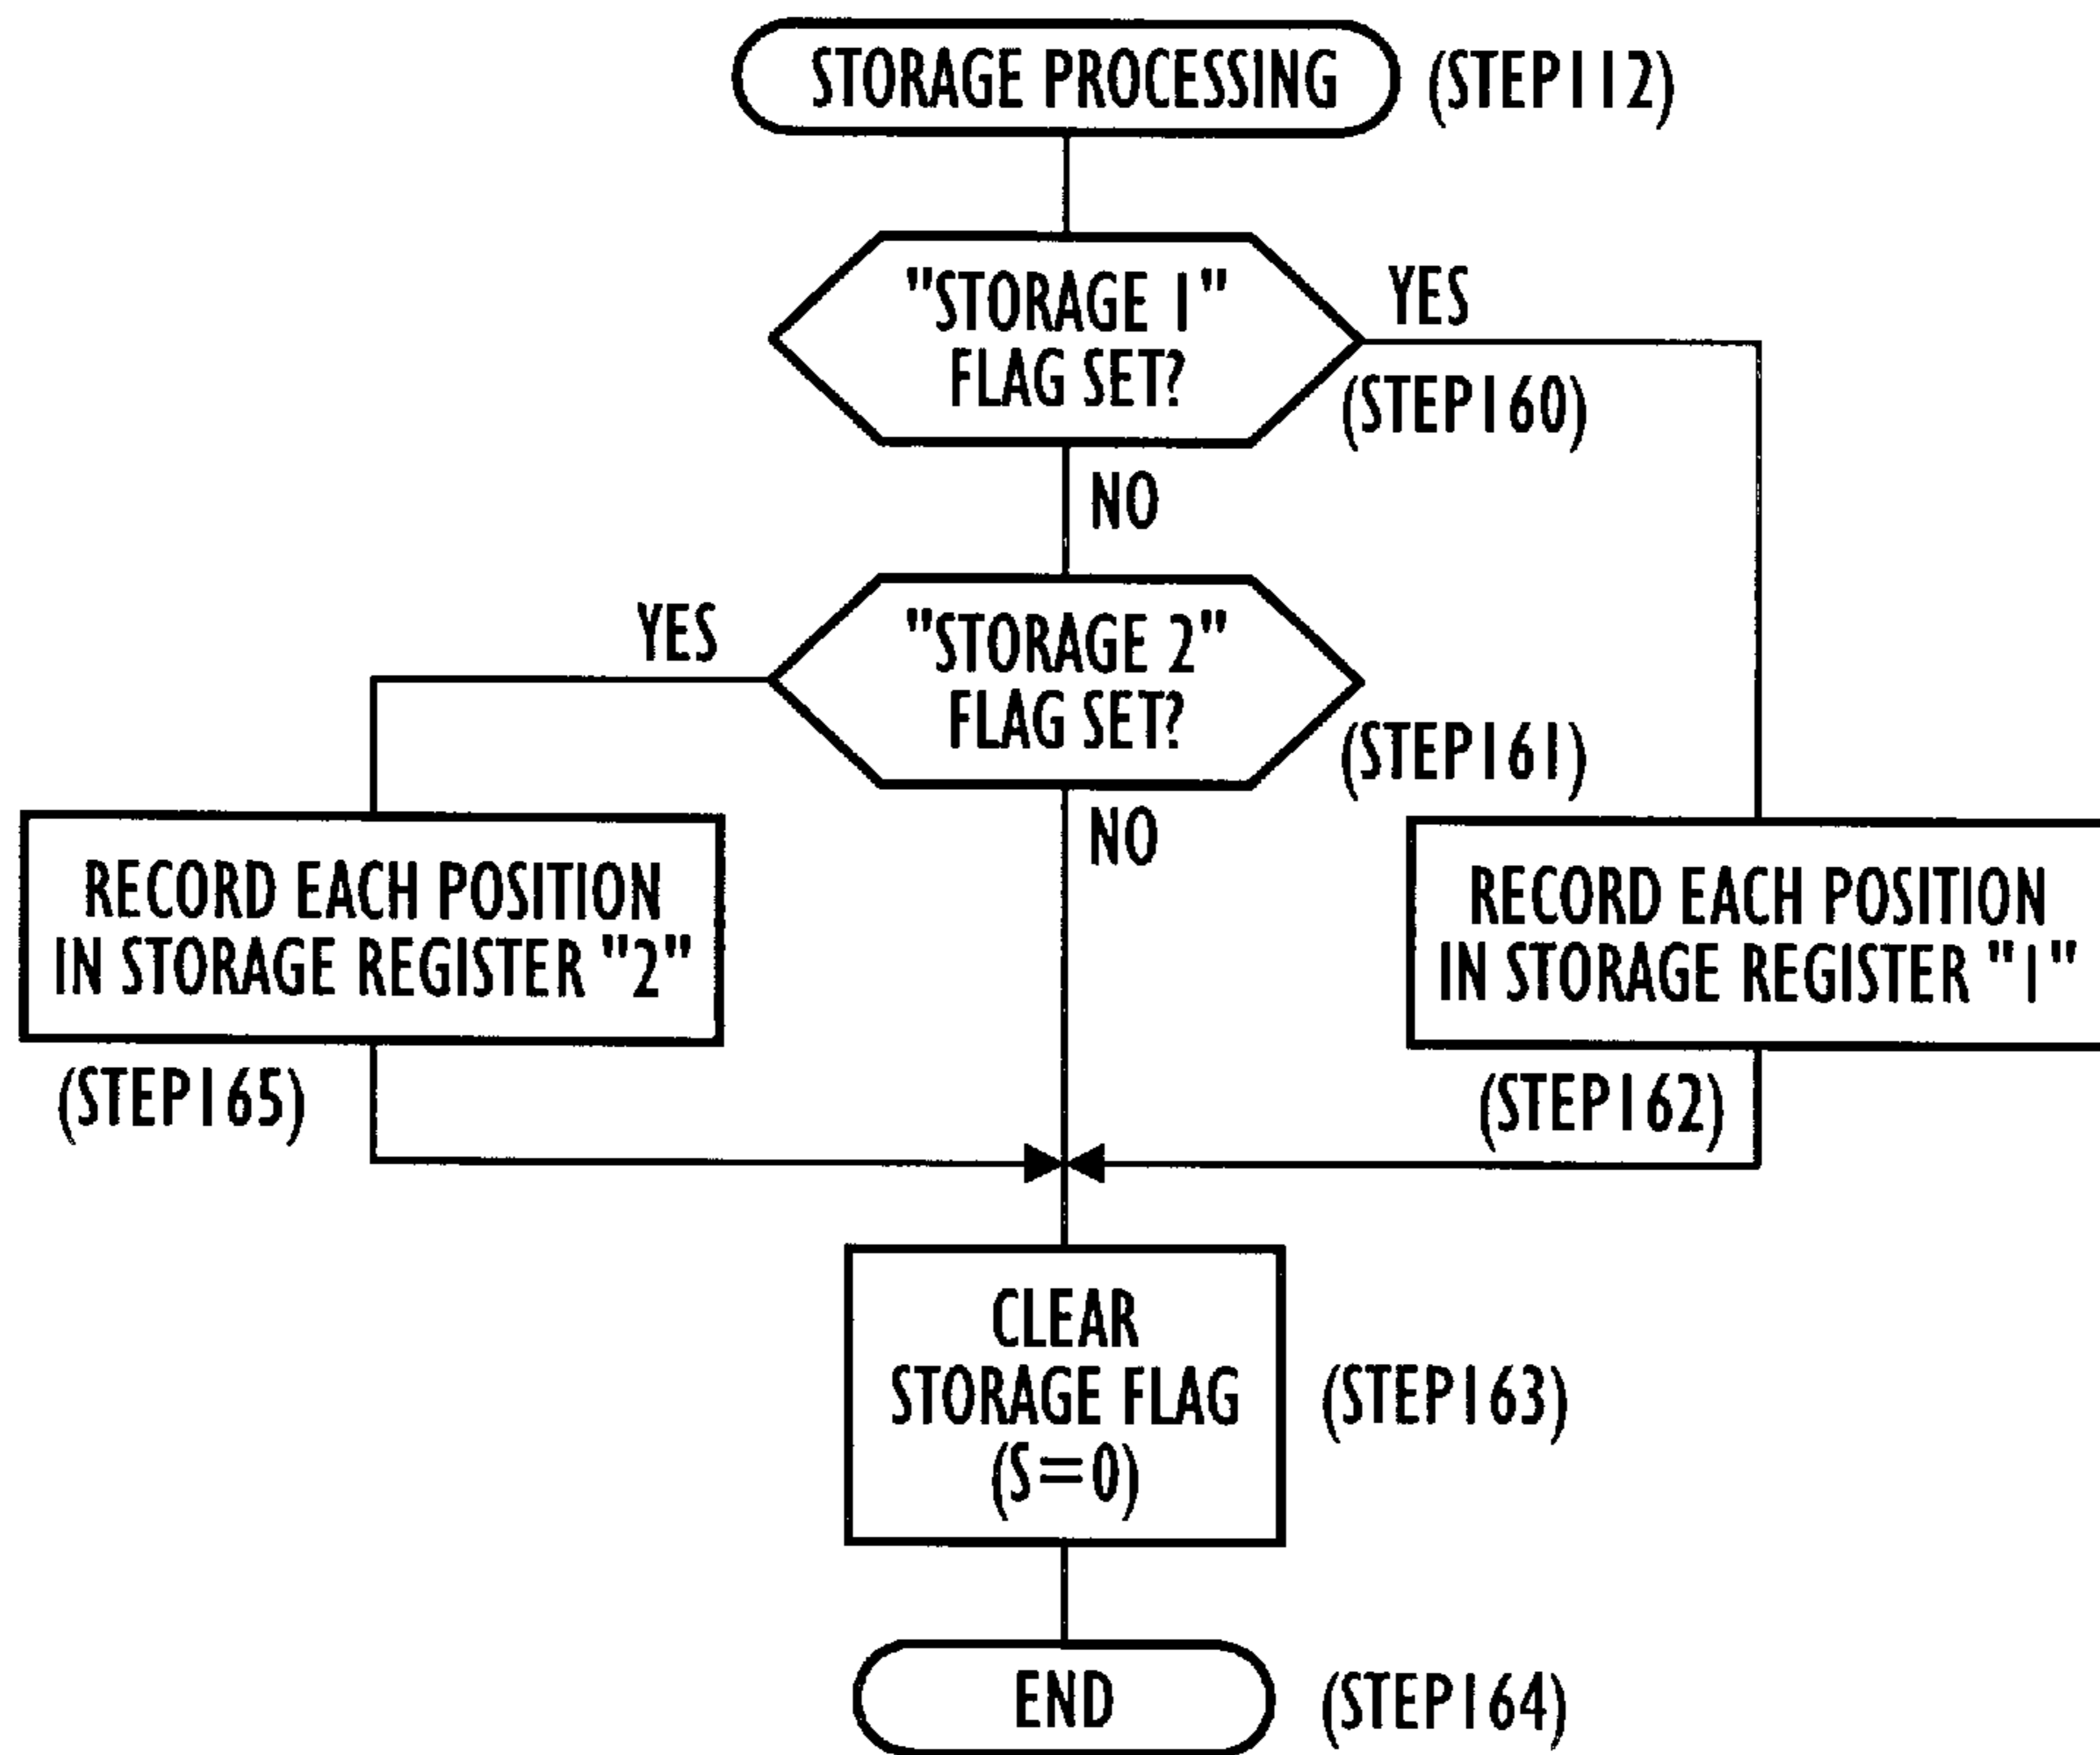 STORAGE PROCESSING (STEP112)
"STORAGE 1"
FLAG SET?
YES
(STEP160)
NO
"STORAGE 2"
FLAG SET?
YES
(STEP161)
NO
RECORD EACH POSITION
IN STORAGE REGISTER "2"
(STEP165)
RECORD EACH POSITION
IN STORAGE REGISTER "1"
(STEP162)
CLEAR
STORAGE FLAG
(S=0)
(STEP163)
END (STEP164)